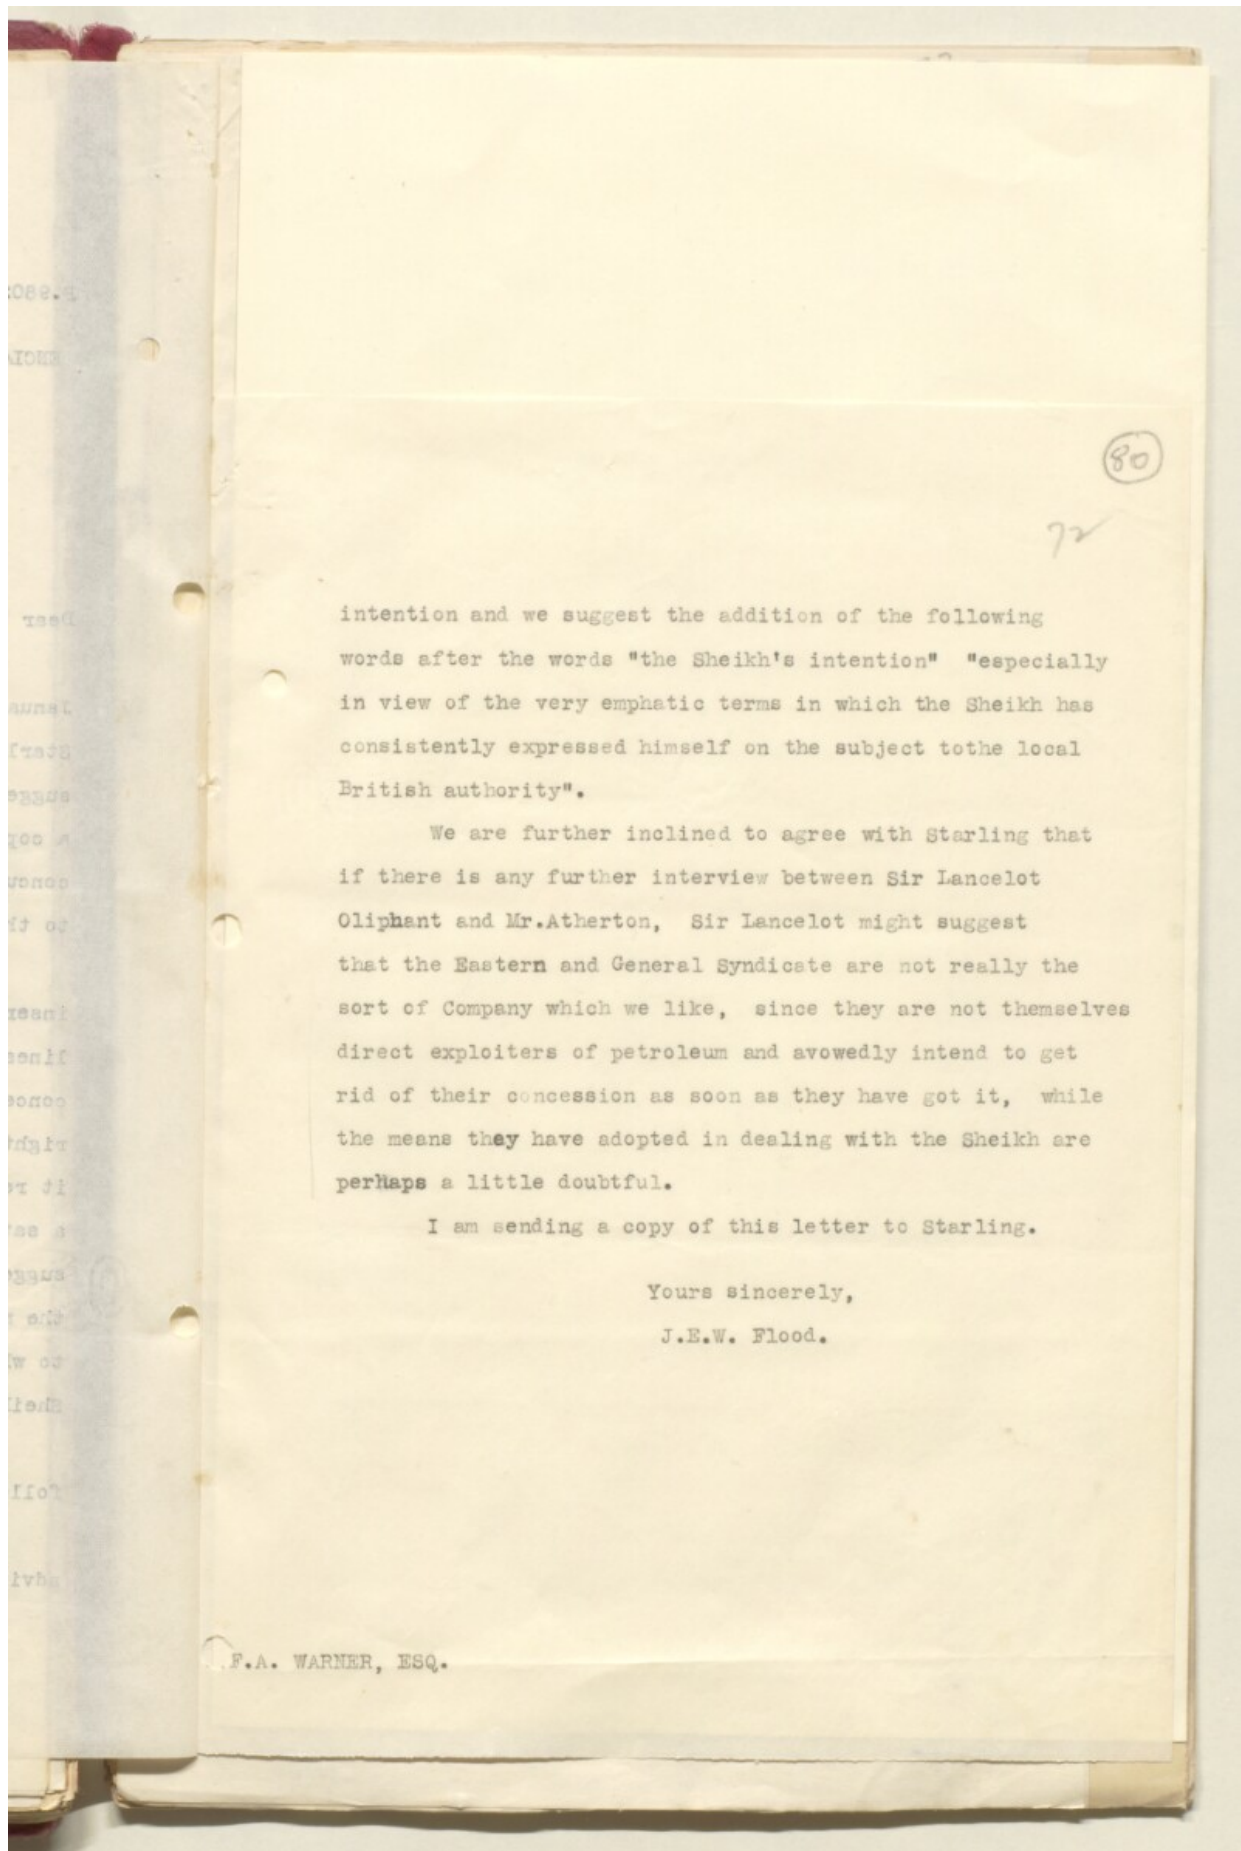 80
72
intention and we suggest the addition of the following
words after the words "the Sheikh's intention" "especially
in view of the very emphatic terms in which the Sheikh has
consistently expressed himself on the subject tothe local
British authority".
We are further inclined to agree with Starling that
if there is any further interview between Sir Lancelot
Oliphant and Mr.Atherton, Sir Lancelot might suggest
that the Eastern and General Syndicate are not really the
sort of Company which we like, since they are not themselves
direct exploiters of petroleum and avowedly intend to get
rid of their concession as soon as they have got it, while
the means they have adopted in dealing with the Sheikh are
perhaps a little doubtful.
I am sending a copy of this letter to Starling.
Yours sincerely,
J.E.W. Flood.
F.A. WARNER, ESQ.